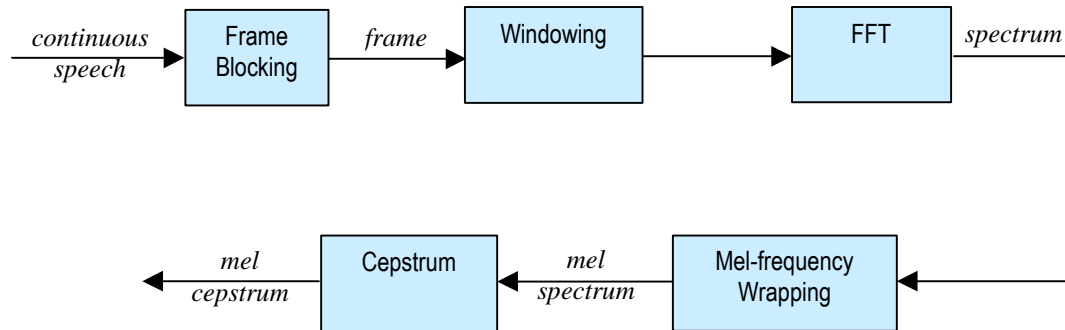 continuous
speech
Frame
Blocking
frame
Windowing
FFT
spectrum
mel
cepstrum
Cepstrum
mel
spectrum
Mel-frequency
Wrapping